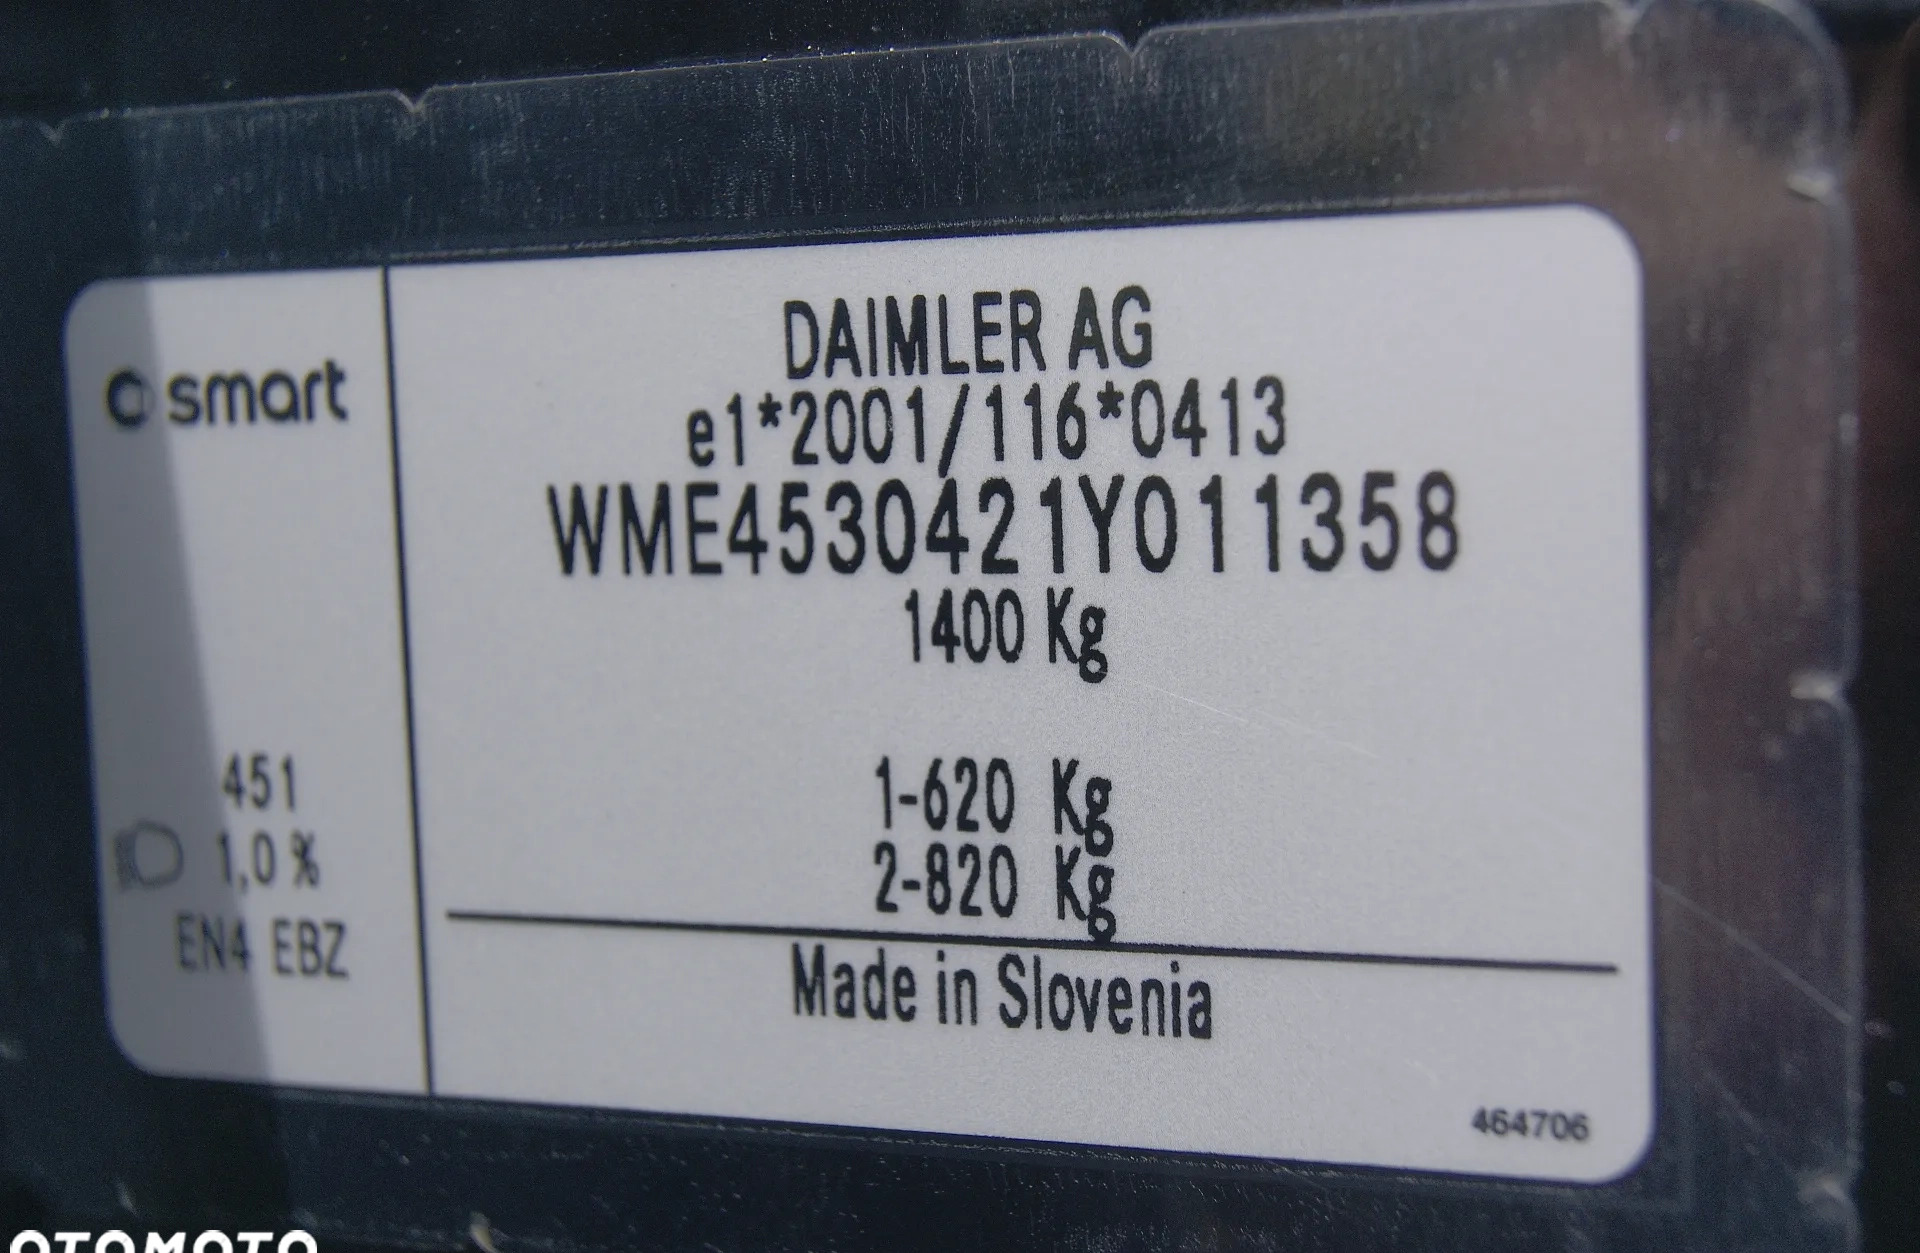 smart
451
1,0 %
EN4 EBZ
DAIMLER AG
e1*2001/116*0413
WME4530421Y011358
1400 Kg
1-620 Kg
2-820 Kg
Made in Slovenia
464706
OTOMOTO